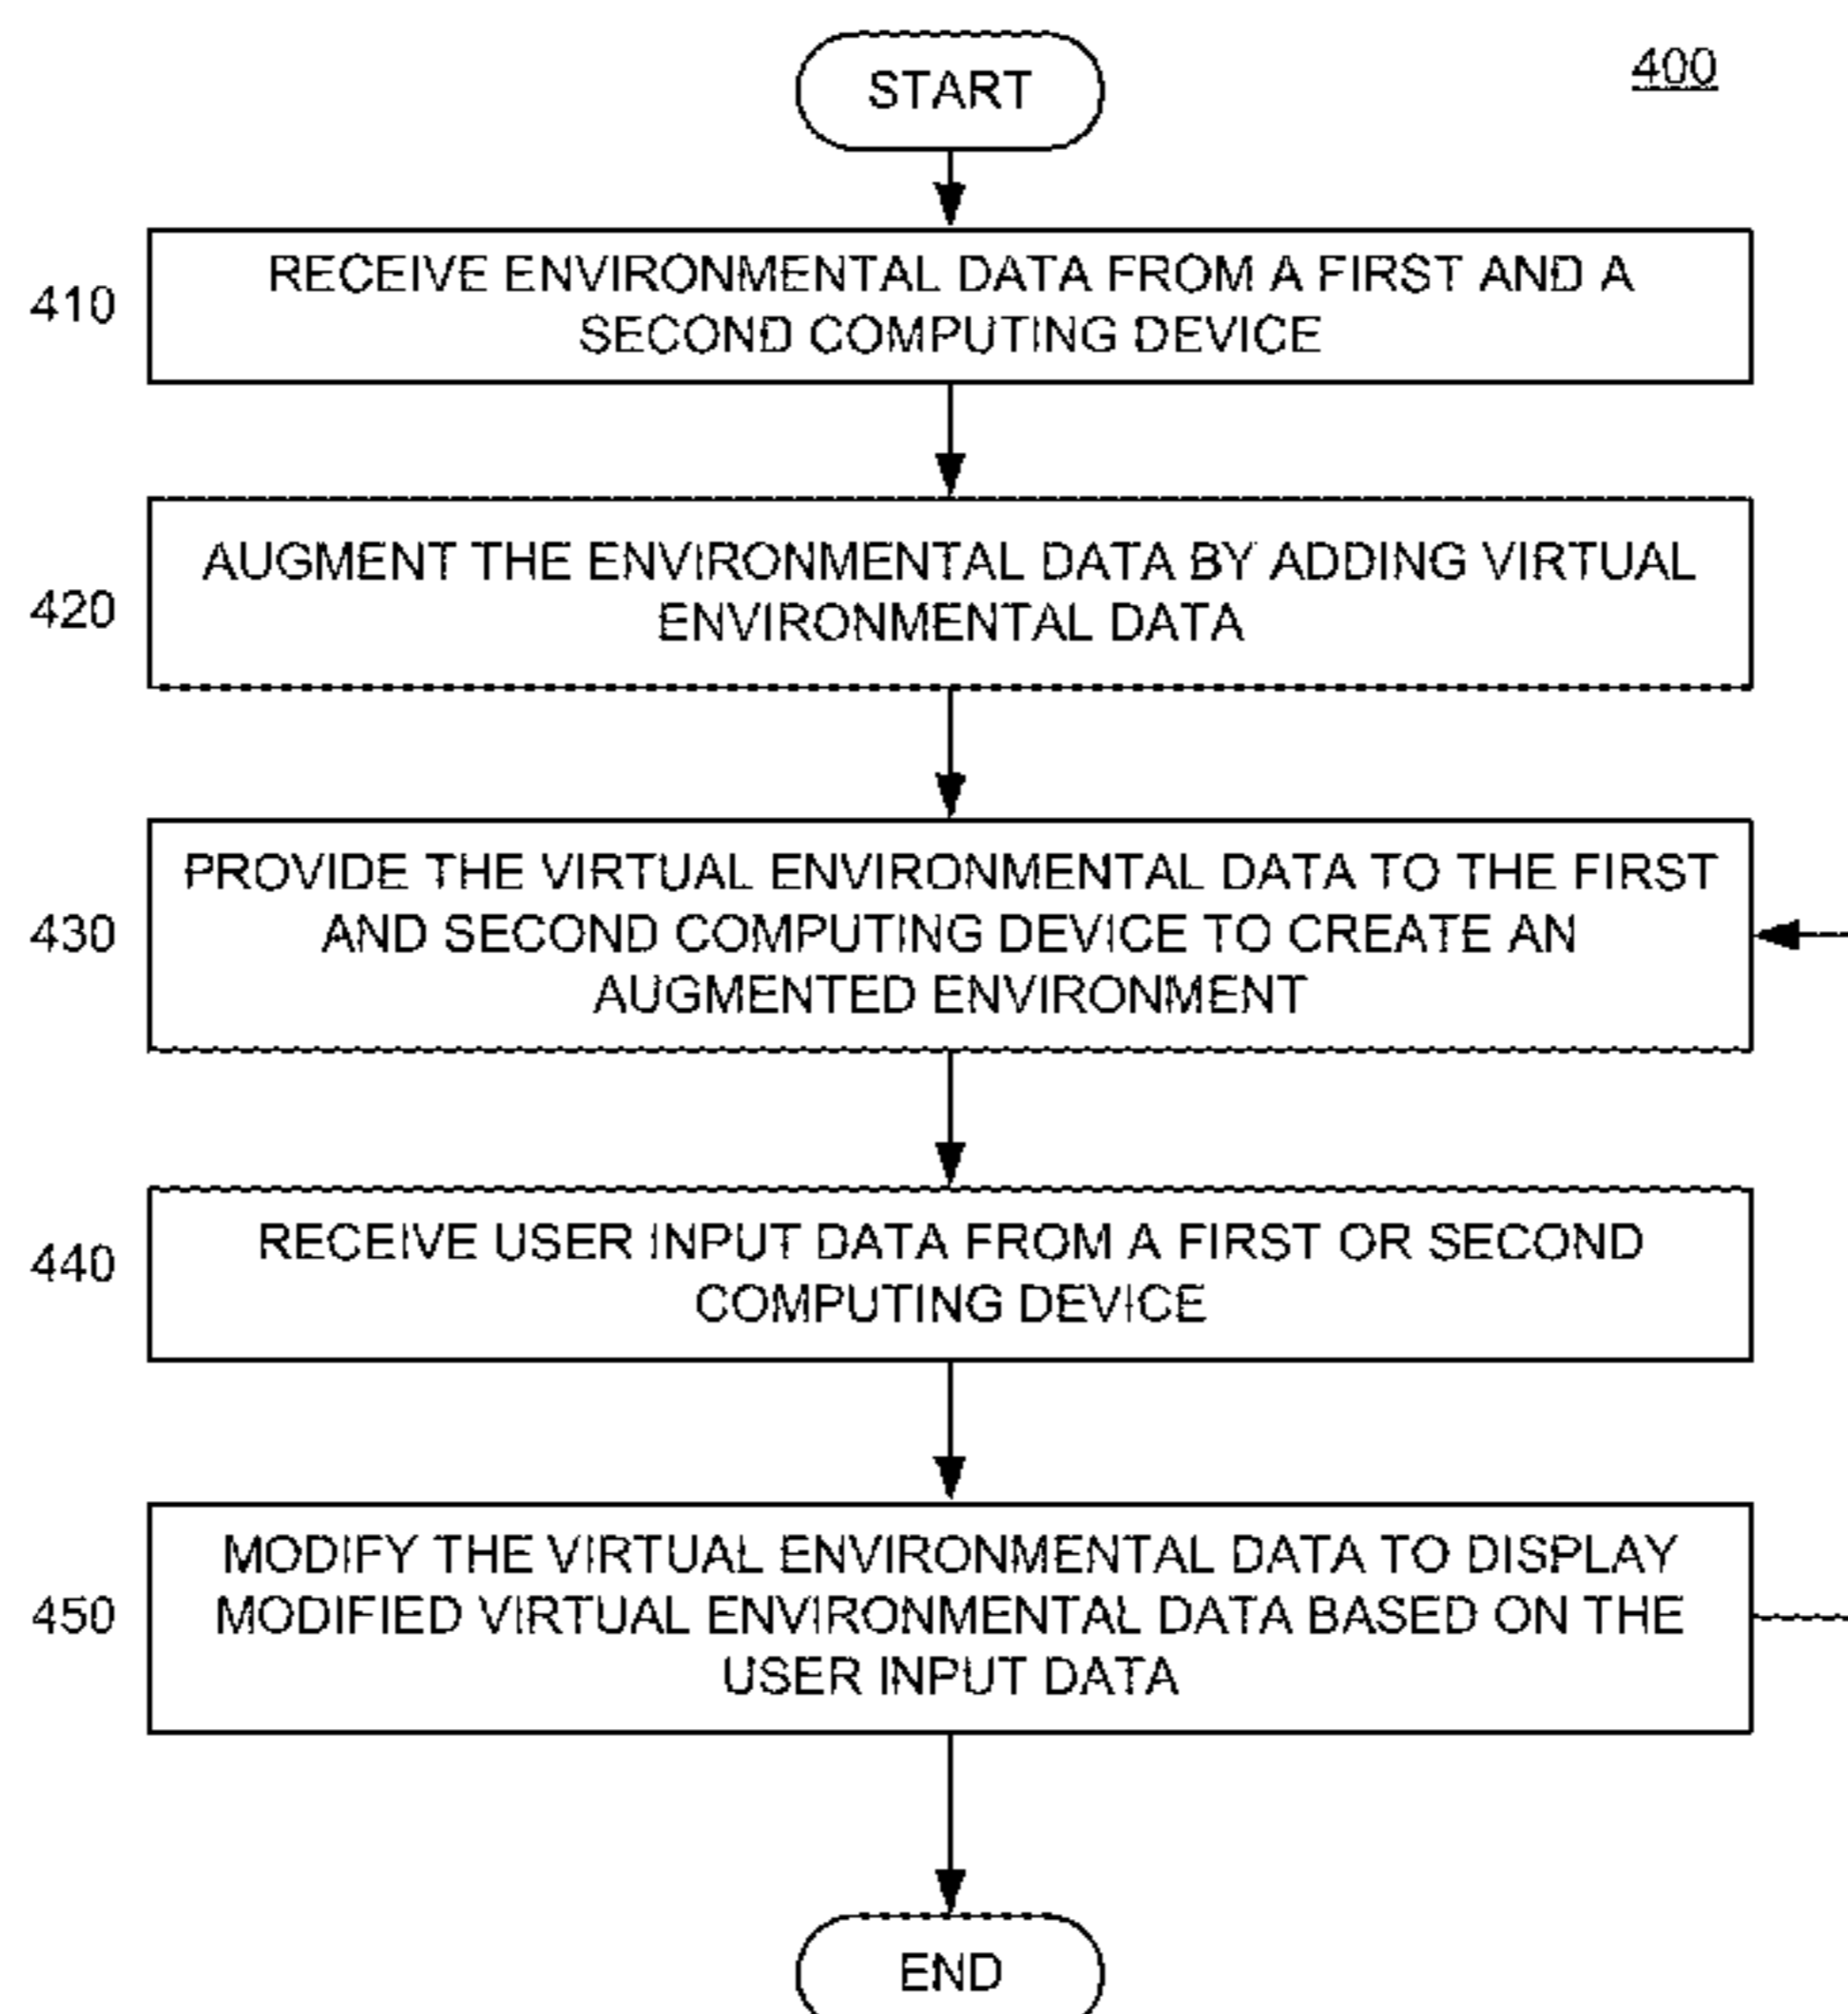 START
400
410
RECEIVE ENVIRONMENTAL DATA FROM A FIRST AND A
SECOND COMPUTING DEVICE
420
AUGMENT THE ENVIRONMENTAL DATA BY ADDING VIRTUAL
ENVIRONMENTAL DATA
430
PROVIDE THE VIRTUAL ENVIRONMENTAL DATA TO THE FIRST
AND SECOND COMPUTING DEVICE TO CREATE AN
AUGMENTED ENVIRONMENT
440
RECEIVE USER INPUT DATA FROM A FIRST OR SECOND
COMPUTING DEVICE
450
MODIFY THE VIRTUAL ENVIRONMENTAL DATA TO DISPLAY
MODIFIED VIRTUAL ENVIRONMENTAL DATA BASED ON THE
USER INPUT DATA
END